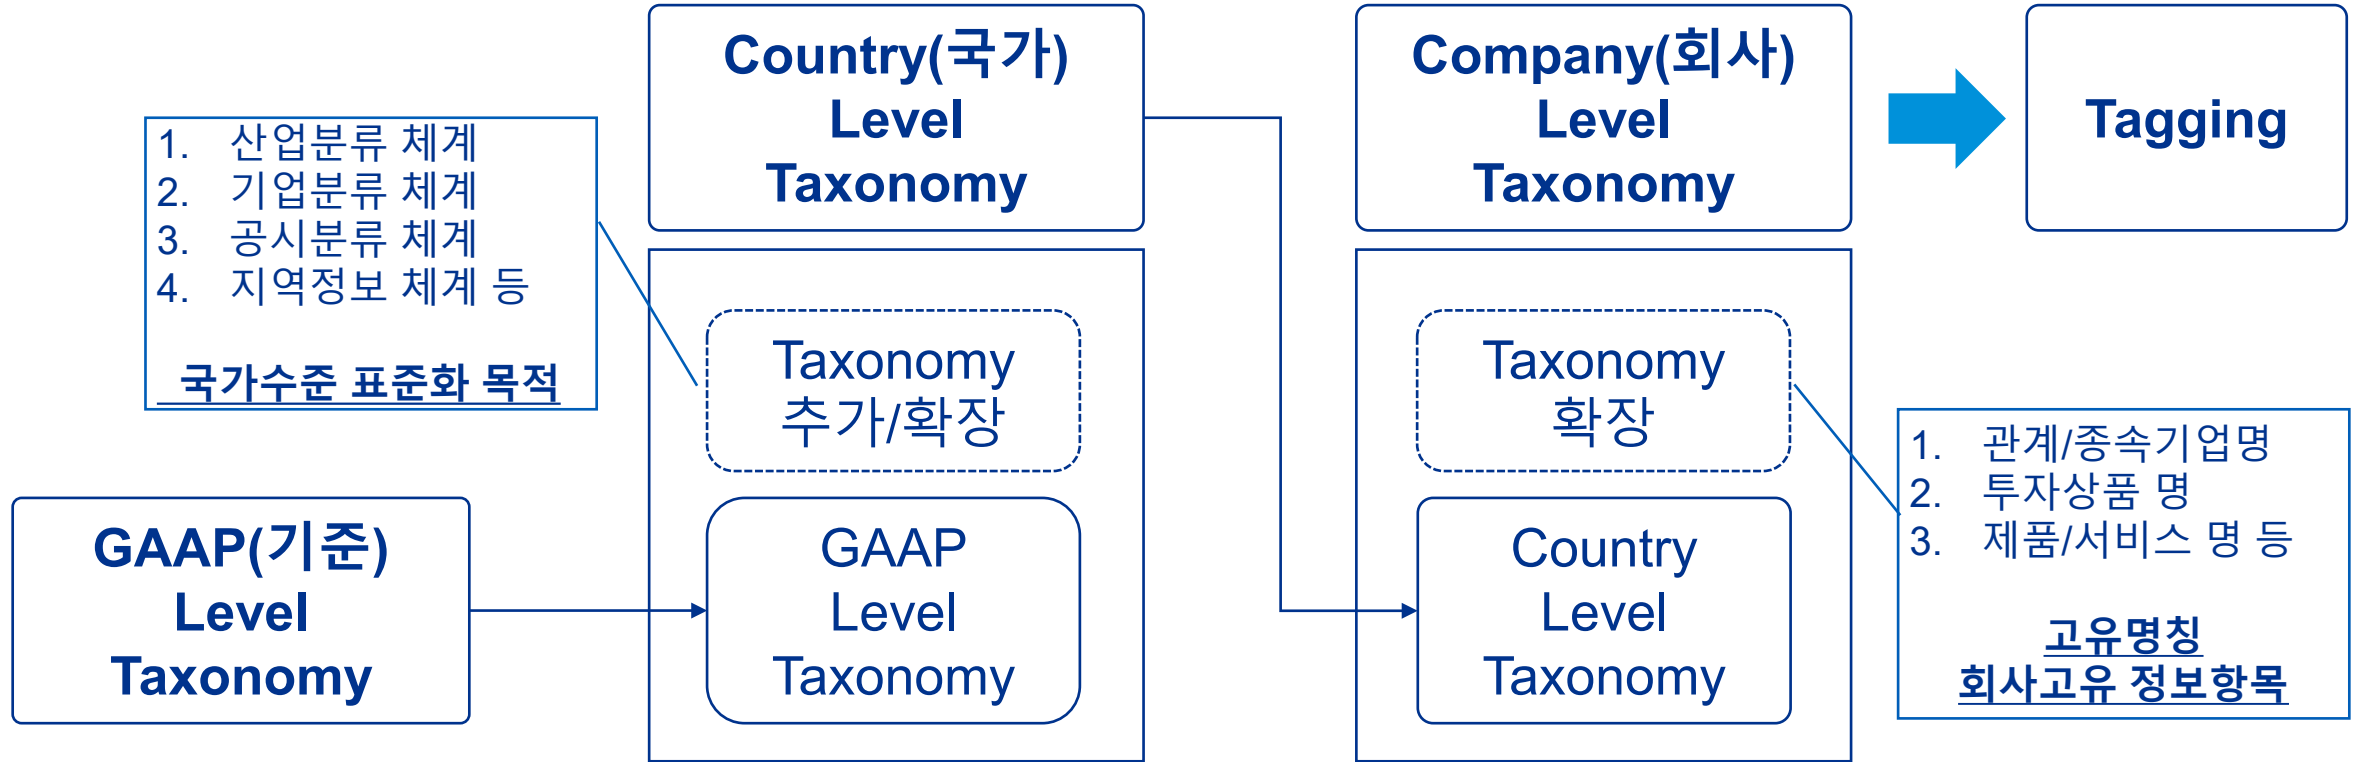 Country(국가)
Level
Taxonomy
Company(회사)
Level
Taxonomy
Tagging
1. 산업분류 체계
2. 기업분류 체계
3. 공시분류 체계
4. 지역정보 체계 등
국가수준 표준화 목적
Taxonomy
추가/확장
Taxonomy
확장
1. 관계/종속기업명
2. 투자상품 명
3. 제품/서비스 명 등
고유명칭
회사고유 정보항목
GAAP(기준)
Level
Taxonomy
GAAP
Level
Taxonomy
Country
Level
Taxonomy